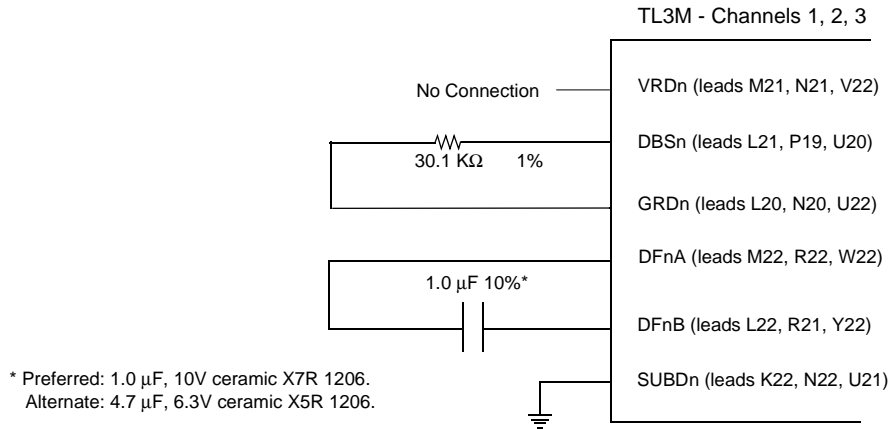 TL3M - Channels 1, 2, 3
No Connection
VRDn (leads M21, N21, V22)
DBSn (leads L21, P19, U20)
30.1 KΩ 1%
GRDn (leads L20, N20, U22)
DFnA (leads M22, R22, W22)
1.0 μF 10%*
DFnB (leads L22, R21, Y22)
* Preferred: 1.0 μF, 10V ceramic X7R 1206.
SUBDn (leads K22, N22, U21)
Alternate: 4.7 μF, 6.3V ceramic X5R 1206.